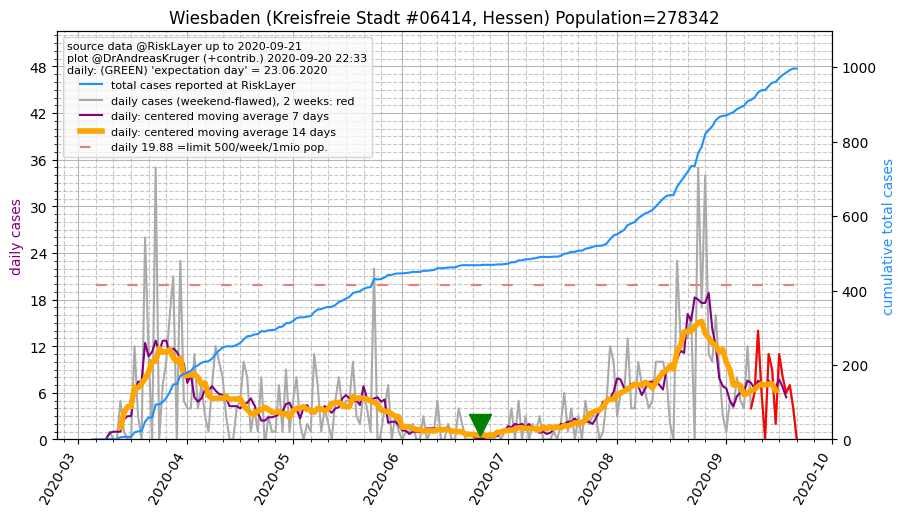 Wiesbaden (Kreisfreie Stadt #06414, Hessen) Population=278342
source data @RiskLayer up to 2020-09-21
plot @DrAndreasKruger (+contrib.) 2020-09-20 22:33
daily: (GREEN) 'expectation day' = 23.06.2020
total cases reported at RiskLayer
daily cases (weekend-flawed), 2 weeks: red
daily: centered moving average 7 days
daily: centered moving average 14 days
daily 19.88 =limit 500/week/1mio pop.
daily cases
48
42
36
30
24
18
12
6
0
cumulative total cases
1000
800
600
400
200
0
2020-03
2020-04
2020-05
2020-06
2020-07
2020-08
2020-09
2020-10